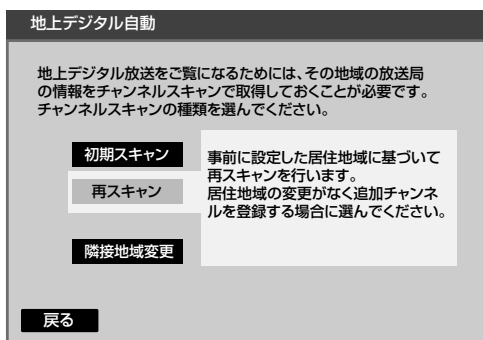 地上デジタル自動
地上デジタル放送をご覧になるためには、その地域の放送局
の情報をチャンネルスキャンで取得しておくことが必要です。
チャンネルスキャンの種類を選んでください。
初期スキャン
再スキャン
隣接地域変更
事前に設定した居住地域に基づいて
再スキャンを行います。
居住地域の変更がなく追加チャンネ
ルを登録する場合に選んでください。
戻る